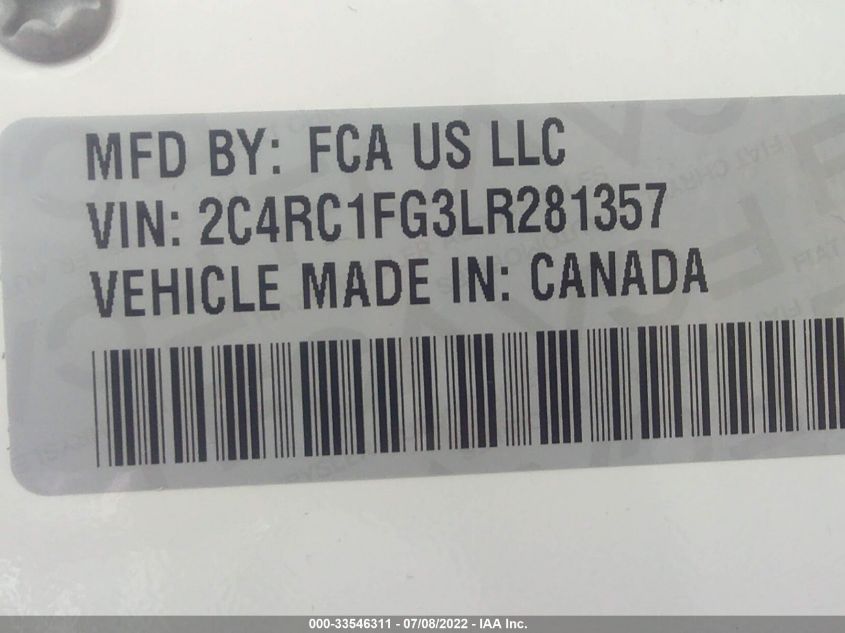 MFD BY: FCA US LLC
VIN: 2C4RC1FG3LR281357
VEHICLE MADE IN: CANADA
000-33546311 - 07/08/2022 - IAA Inc.